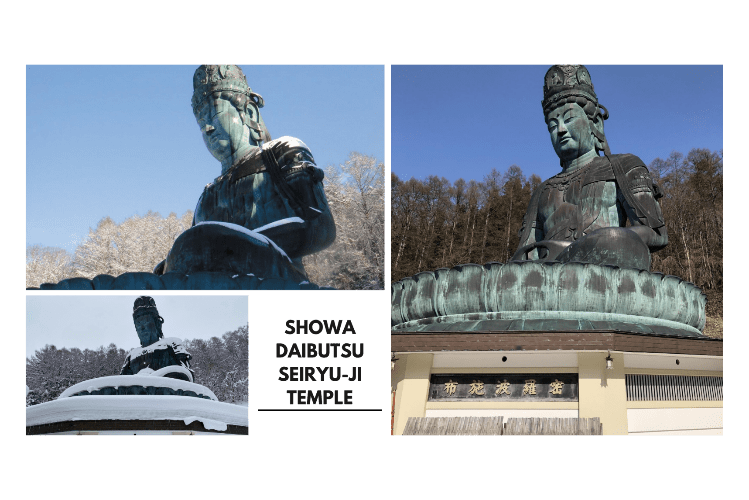 SHOWA
DAIBUTSU
SEIRYU-JI
TEMPLE
布施波羅蜜